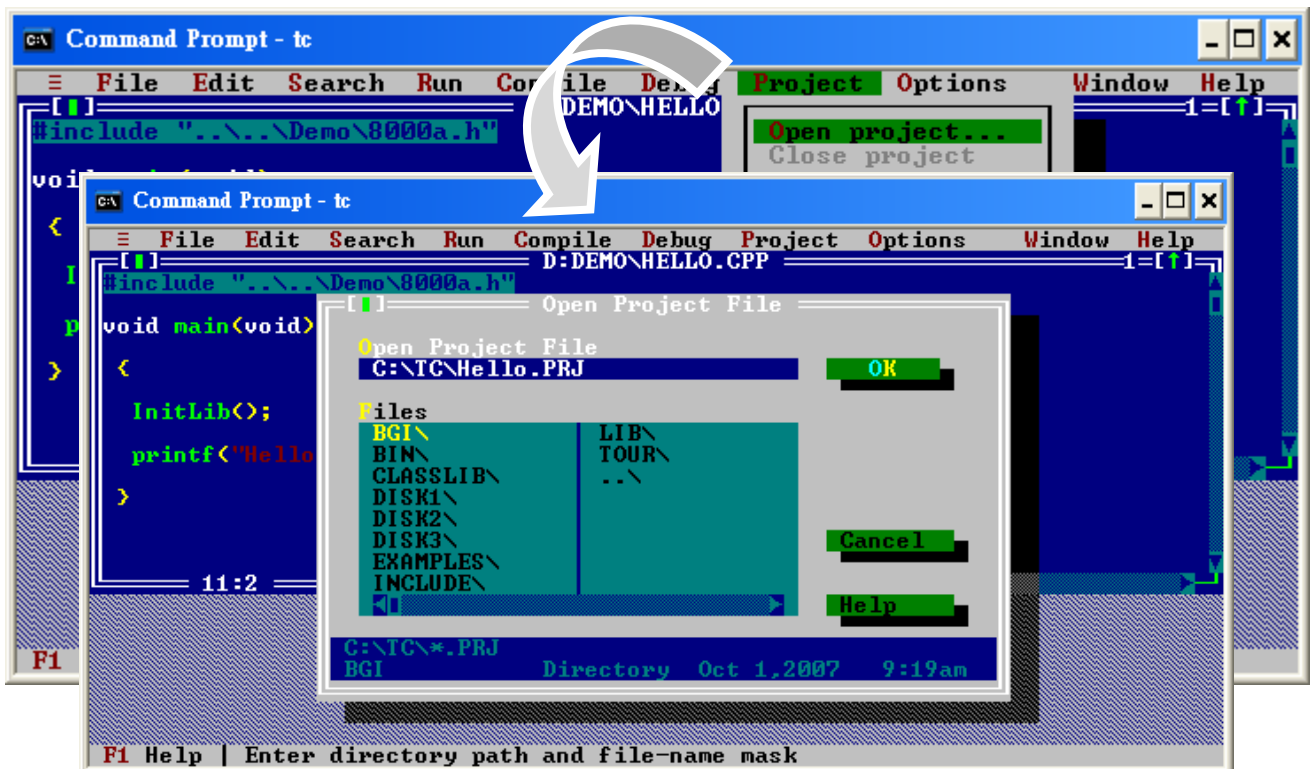 Command Prompt - tc
≡ File Edit Search Run Compile Debug Project Options Window Help
DEMO\HELLO 1=[↑]
#include "..\..\Demo\8000a.h"
Open project...
Close project
voi
{
I
p
}
F1
Command Prompt - tc
≡ File Edit Search Run Compile Debug Project Options Window Help
D:DEMO\HELLO.CPP 1=[↑]
#include "..\..\Demo\8000a.h"
void main(void)
{
InitLib();
printf("Hello
}
11:2
Open Project File
Open Project File
C:\TC\Hello.PRJ OK
Files
BGI\ LIB\
BIN\ TOUR\
CLASSLIB\ ..\
DISK1\
DISK2\
DISK3\ Cancel
EXAMPLES\
INCLUDE\
Help
C:\TC\*.PRJ
BGI Directory Oct 1,2007 9:19am
F1 Help | Enter directory path and file-name mask